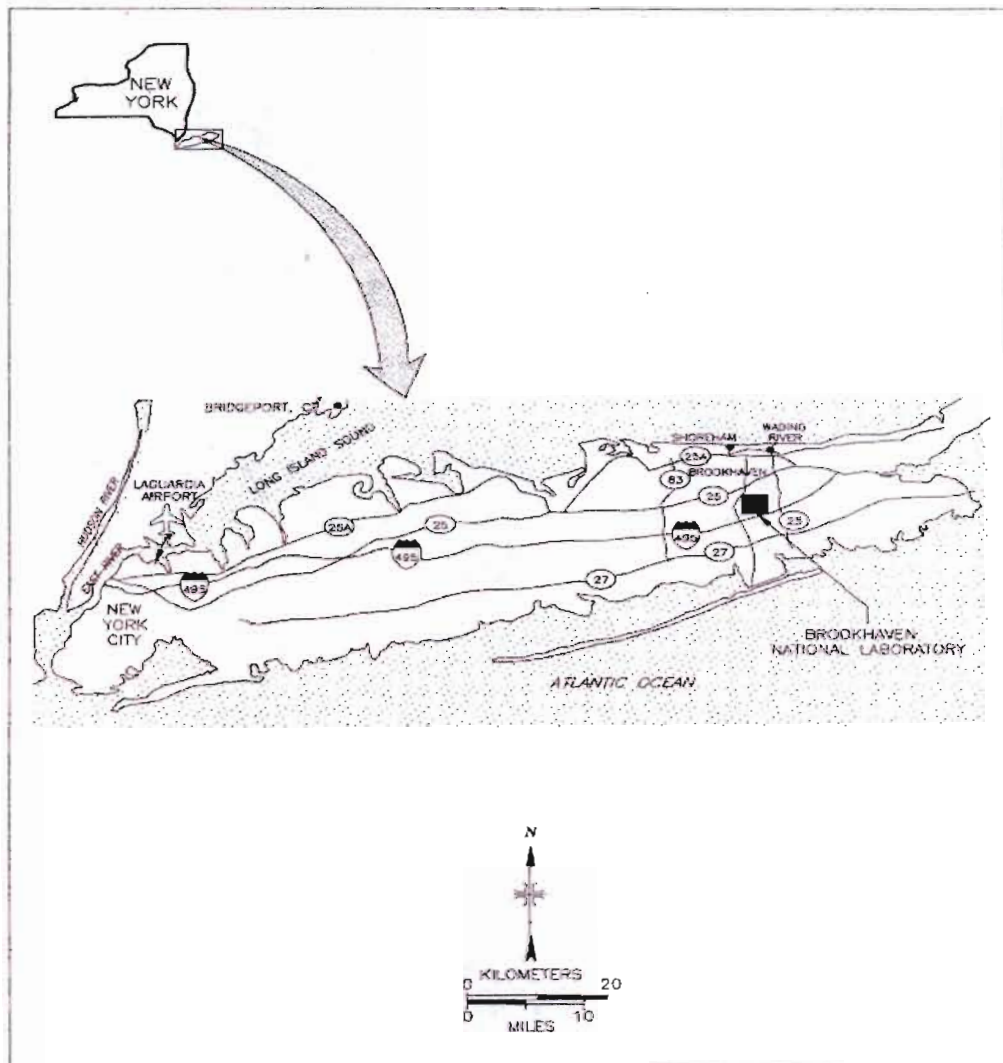 NEW
YORK
BRIDGEPORT, CT
LONG ISLAND SOUND
SHOREHAM
WADING
RIVER
25A
BROOKHAVEN
83
LAGUARDIA
AIRPORT
HUDSON RIVER
25
25A
25
25
495
495
27
EAST RIVER
495
27
NEW
YORK
CITY
BROOKHAVEN
NATIONAL LABORATORY
ATLANTIC OCEAN
N
KILOMETERS
0 20
0 10
MILES